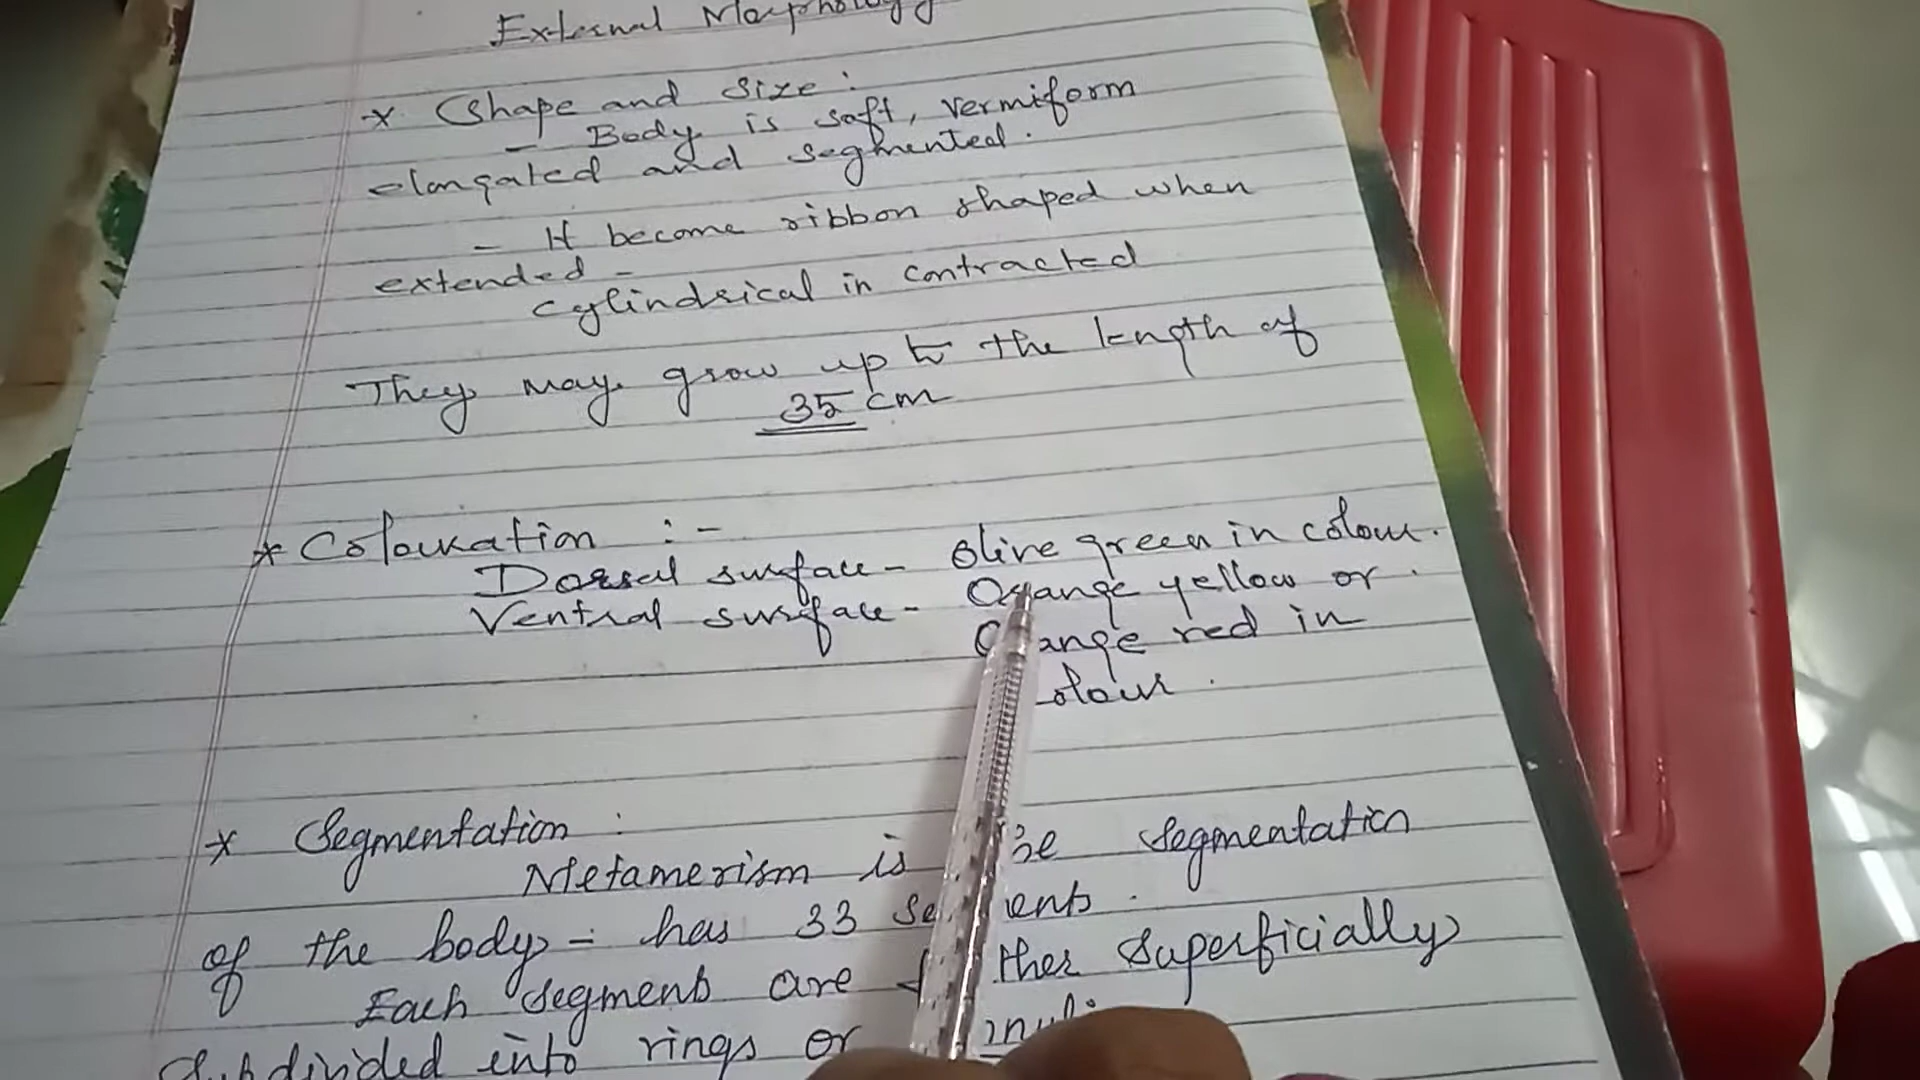 External Morphology
* Shape and Size :
- Body is soft, vermiform
elongated and segmented.
- It become ribbon shaped when
extended -
cylindrical in contracted
They may grow up to the length of
35 cm
* Colouration : -
Dorsal surface - Olive green in colour.
Ventral surface - Orange yellow or
Orange red in
colour.
* Segmentation :
Metamerism is the segmentation
of the body - has 33 segments.
Each segments are further superficially
subdivided into rings or annuli